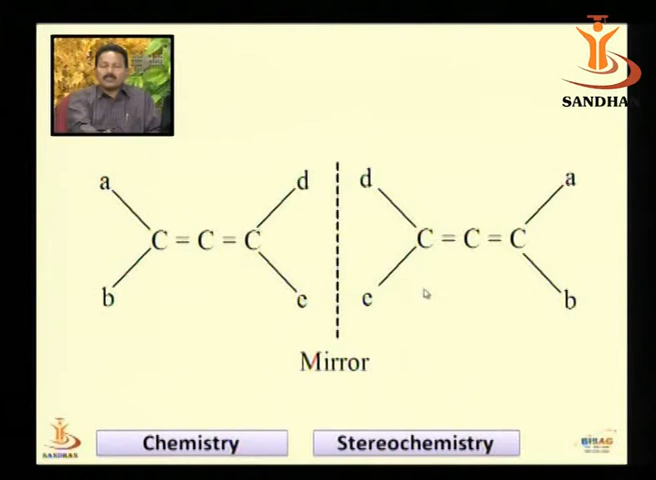 SANDHAN
a d d a
C = C = C C = C = C
b e e b
Mirror
Chemistry Stereochemistry
SANDHAN BISAG